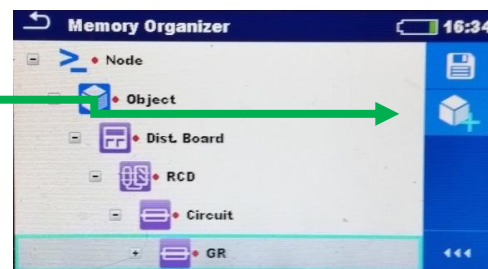 Memory Organizer 16:34
Node
Object
Dist. Board
RCD
Circuit
GR